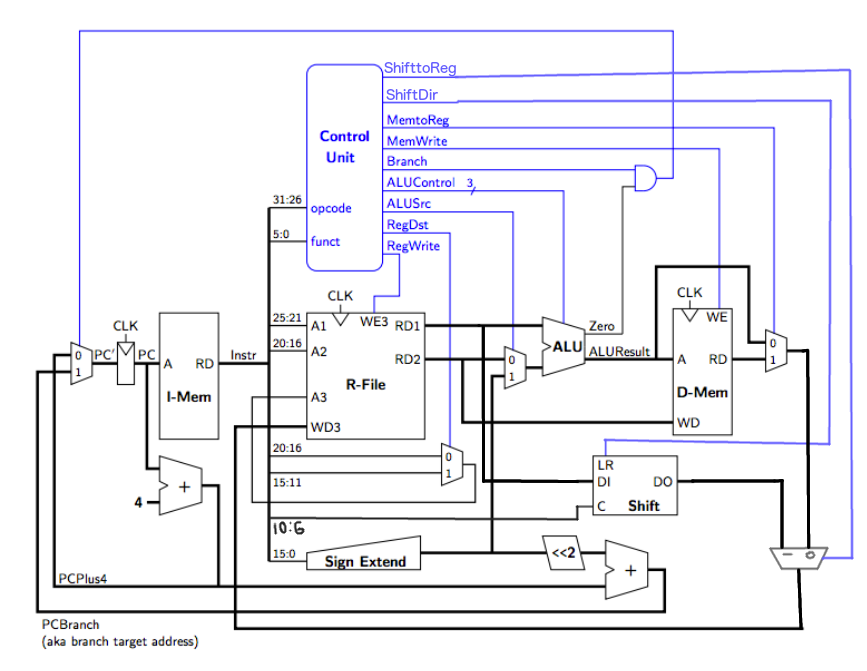 ShifttoReg
ShiftDir
MemtoReg
MemWrite
Branch
ALUControl 3
ALUSrc
RegDst
RegWrite
Control
Unit
31:26
opcode
5:0
funct
CLK
25:21
A1
WE3
RD1
20:16
A2
RD2
R-File
A3
WD3
CLK
0
1
PC'
PC
A
RD
Instr
I-Mem
0
1
ALU
Zero
ALUResult
CLK
WE
A
RD
D-Mem
WD
0
1
20:16
0
15:11
1
4
+
LR
DI
DO
C
Shift
10:6
15:0
Sign Extend
<<2
+
1 0
PCPlus4
PCBranch
(aka branch target address)